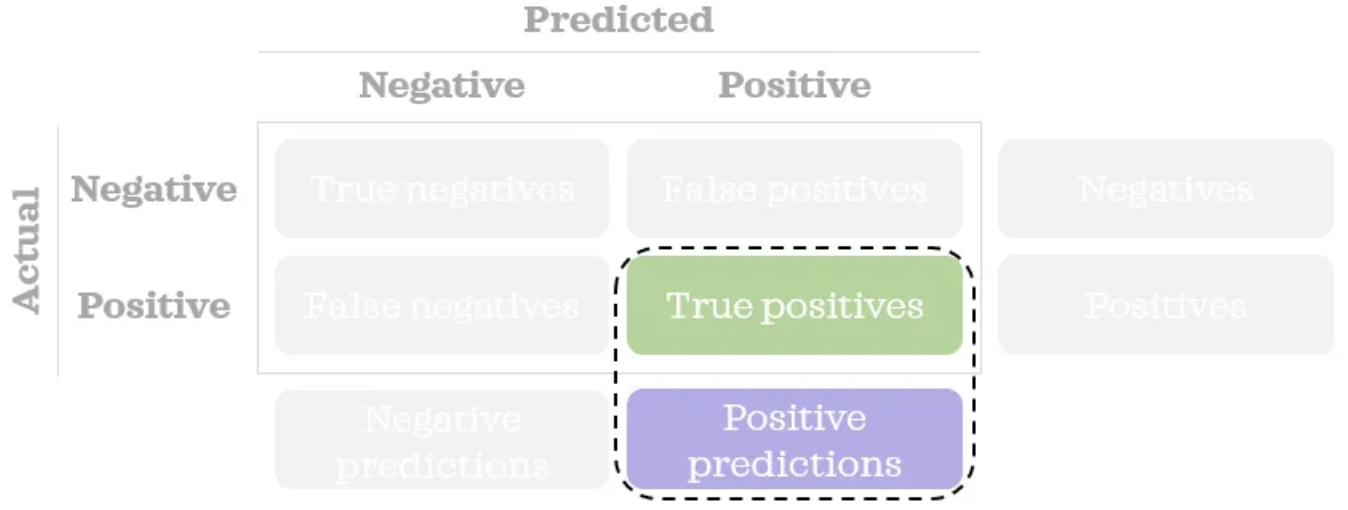 Predicted
Negative Positive
Actual
Negative True negatives False positives Negatives
Positive False negatives True positives Positives
Negative predictions Positive predictions